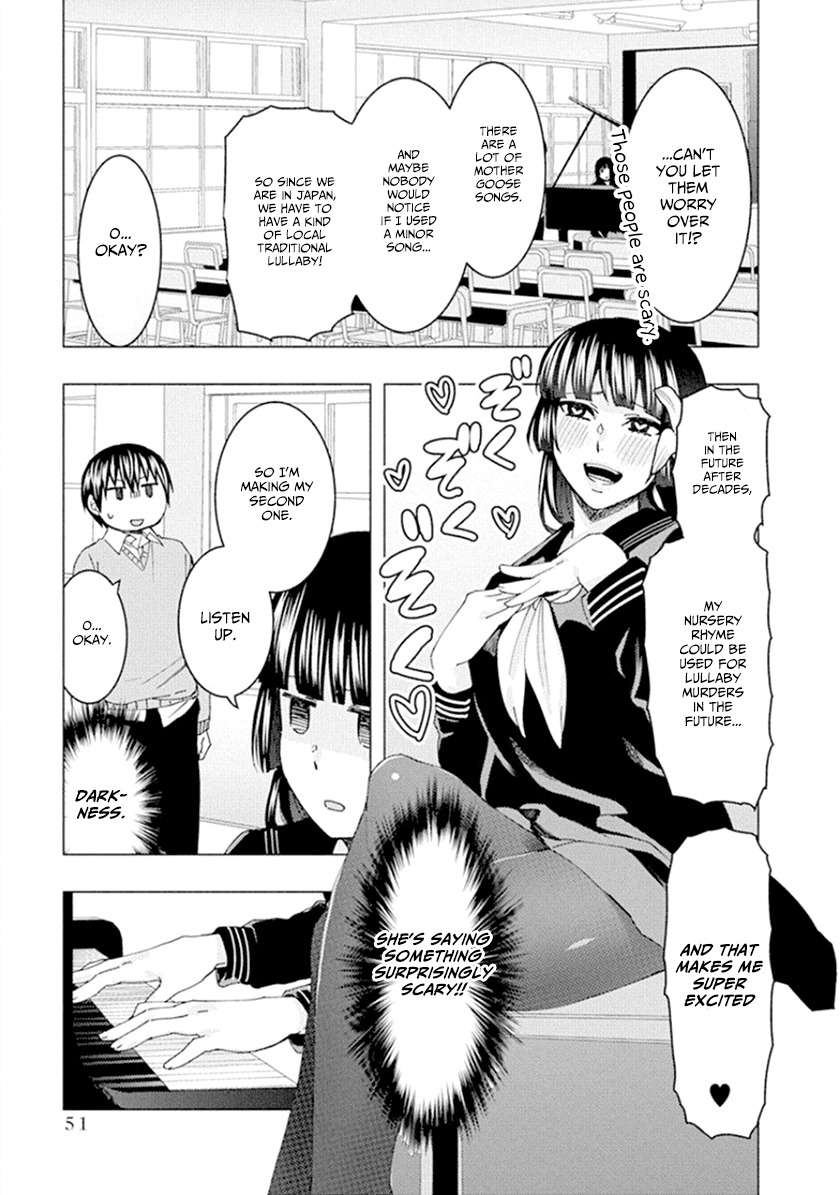 ...CAN'T
YOU LET
THEM
WORRY
OVER
IT!?
Those people are scary.
THERE
ARE A
LOT OF
MOTHER
GOOSE
SONGS.
AND
MAYBE
NOBODY
WOULD
NOTICE
IF I USED
A MINOR
SONG...
SO SINCE WE
ARE IN JAPAN,
WE HAVE TO
HAVE A KIND
OF LOCAL
TRADITIONAL
LULLABY!
O...
OKAY?
THEN
IN THE
FUTURE
AFTER
DECADES,
MY
NURSERY
RHYME
COULD BE
USED FOR
LULLABY
MURDERS
IN THE
FUTURE...
AND THAT
MAKES ME
SUPER
EXCITED
♥
ぞくぞく
ぞくぞく
SHE'S SAYING
SOMETHING
SURPRISINGLY
SCARY!!
SO I'M
MAKING MY
SECOND
ONE.
LISTEN
UP.
O...
OKAY.
DARK-
NESS.
51